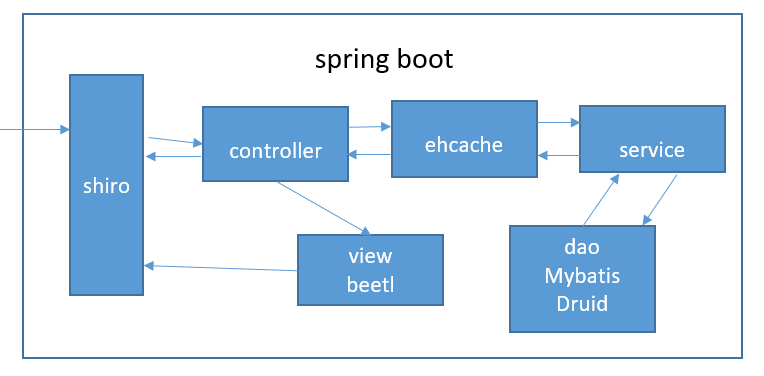 spring boot
shiro
controller
ehcache
service
view
beetl
dao
Mybatis
Druid